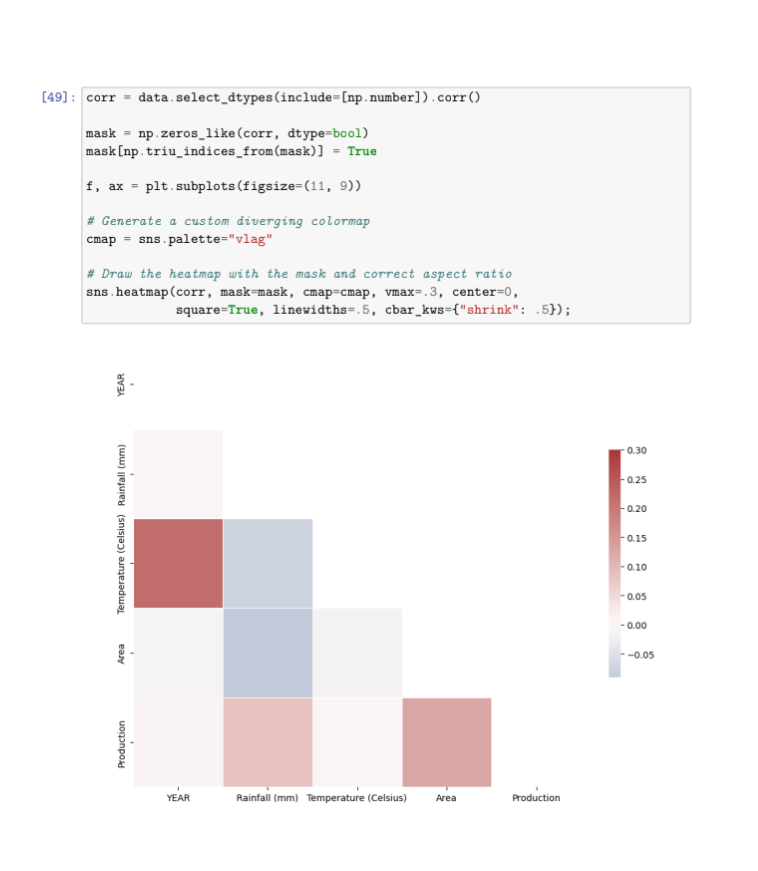 [49]: corr = data.select_dtypes(include=[np.number]).corr()
mask = np.zeros_like(corr, dtype=bool)
mask[np.triu_indices_from(mask)] = True
f, ax = plt.subplots(figsize=(11, 9))
# Generate a custom diverging colormap
cmap = sns.palette="vlag"
# Draw the heatmap with the mask and correct aspect ratio
sns.heatmap(corr, mask=mask, cmap=cmap, vmax=.3, center=0,
square=True, linewidths=.5, cbar_kws={"shrink": .5});
YEAR
Rainfall (mm)
Temperature (Celsius)
Area
Production
YEAR Rainfall (mm) Temperature (Celsius) Area Production
0.30
0.25
0.20
0.15
0.10
0.05
0.00
−0.05